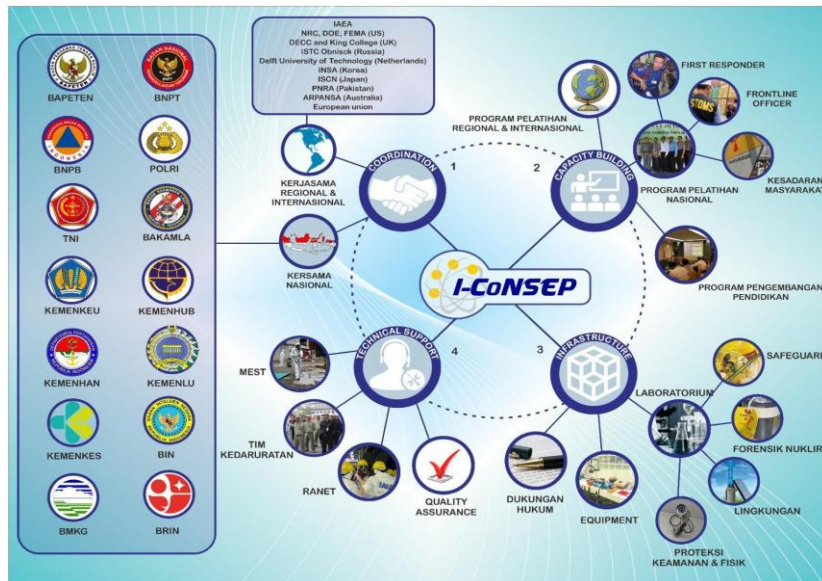 IAEA
NRC, DOE, FEMA (US)
DECC and King College (UK)
ISTC Obnisck (Russia)
Delft University of Technology (Netherlands)
INSA (Korea)
ISCN (Japan)
PNRA (Pakistan)
ARPANSA (Australia)
European union
BAPETEN
BNPT
BNPB
POLRI
TNI
BAKAMLA
KEMENKEU
KEMENHUB
KEMENHAN
KEMENLU
KEMENKES
BIN
BMKG
BRIN
COORDINATION
1
KERJASAMA
REGIONAL &
INTERNASIONAL
KERSAMA
NASIONAL
CAPACITY BUILDING
2
PROGRAM PELATIHAN
REGIONAL & INTERNASIONAL
FIRST RESPONDER
FRONTLINE
OFFICER
STOMS
KESADARAN
MASYARAKAT
PROGRAM PELATIHAN
NASIONAL
PROGRAM PENGEMBANGAN
PENDIDIKAN
I-CoNSEP
TECHNICAL SUPPORT
4
MEST
TIM
KEDARURATAN
RANET
QUALITY
ASSURANCE
INFRASTRUCTURE
3
LABORATORIUM
SAFEGUARD
FORENSIK NUKLIR
LINGKUNGAN
PROTEKSI
KEAMANAN & FISIK
EQUIPMENT
DUKUNGAN
HUKUM